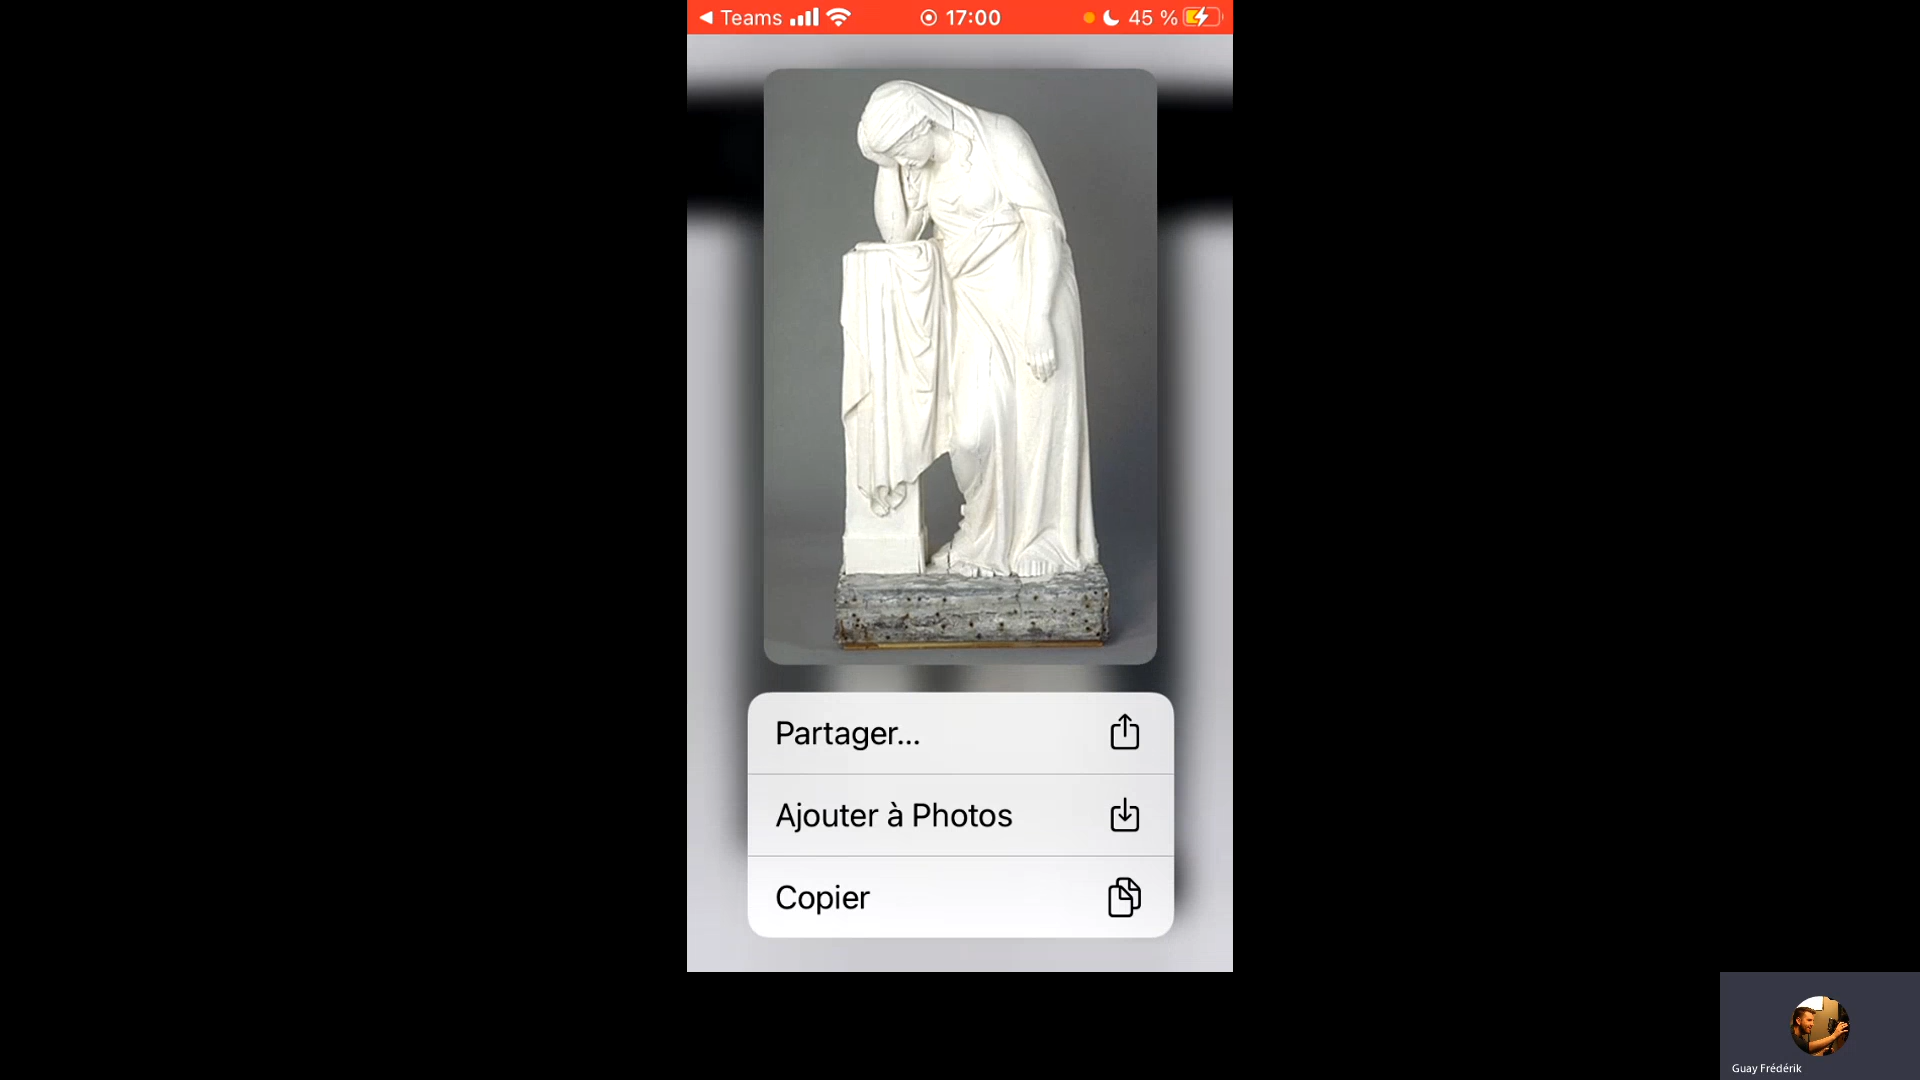 Teams 17:00 45 %
Partager...
Ajouter à Photos
Copier
Guay Frédérik